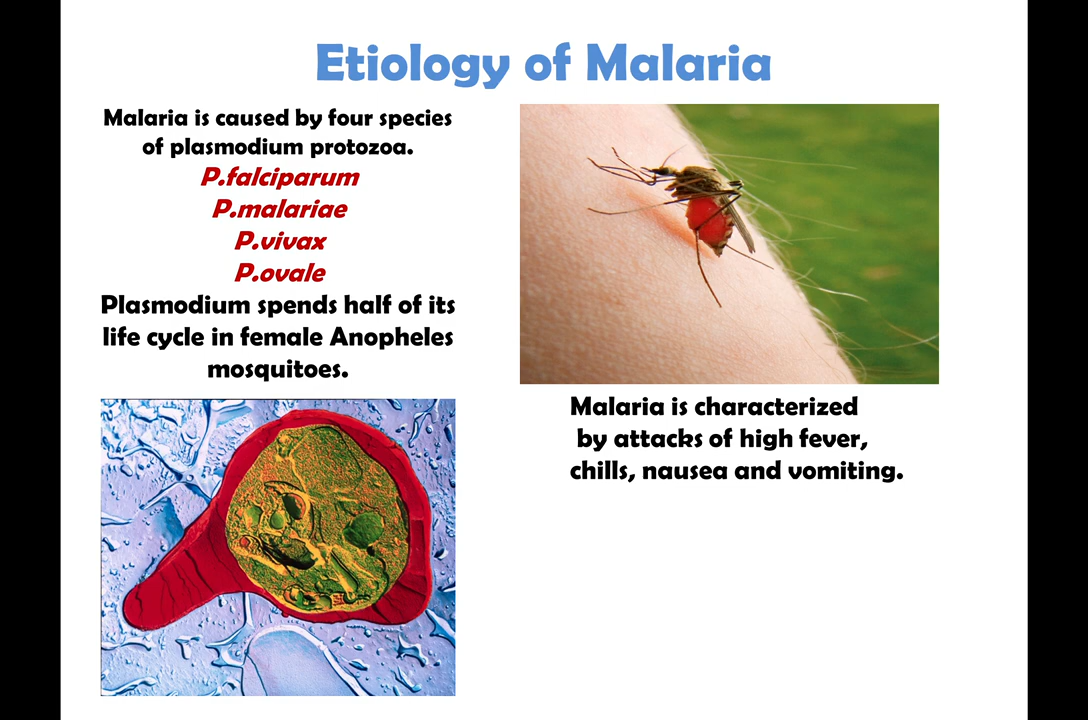 Etiology of Malaria
Malaria is caused by four species
of plasmodium protozoa.
P.falciparum
P.malariae
P.vivax
P.ovale
Plasmodium spends half of its
life cycle in female Anopheles
mosquitoes.
Malaria is characterized
by attacks of high fever,
chills, nausea and vomiting.